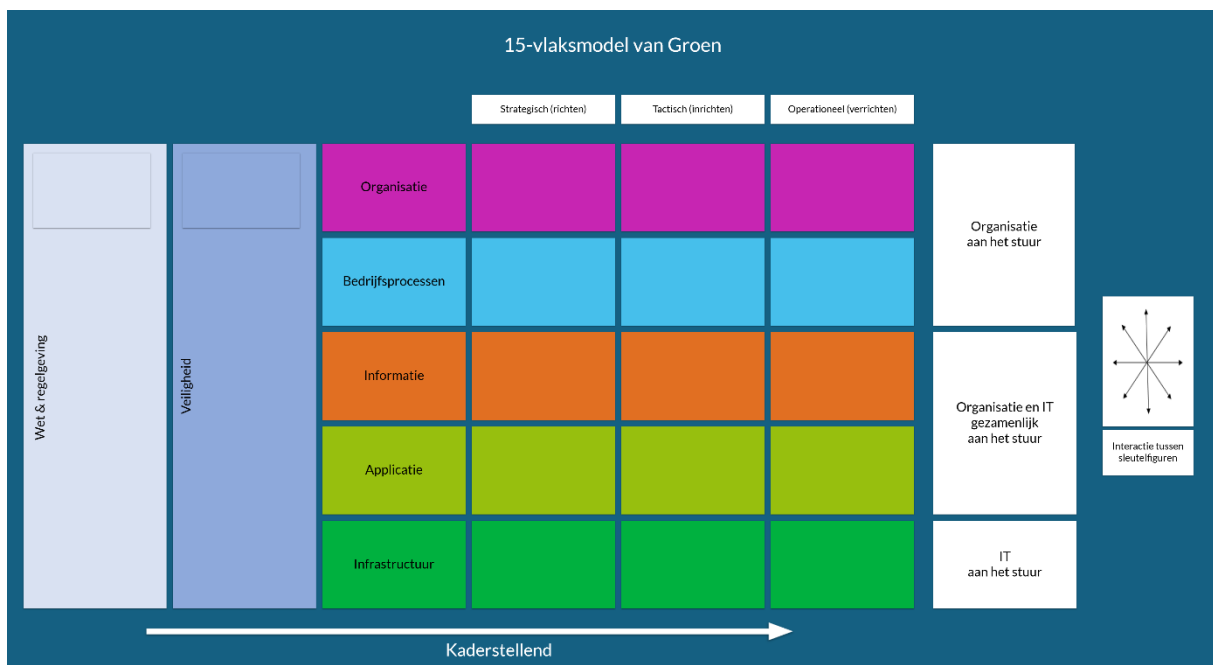 15-vlaksmodel van Groen
Strategisch (richten)
Tactisch (inrichten)
Operationeel (verrichten)
Wet & regelgeving
Veiligheid
Organisatie
Bedrijfsprocessen
Informatie
Applicatie
Infrastructuur
Organisatie
aan het stuur
Organisatie en IT
gezamenlijk
aan het stuur
IT
aan het stuur
Interactie tussen
sleutelfiguren
Kaderstellend